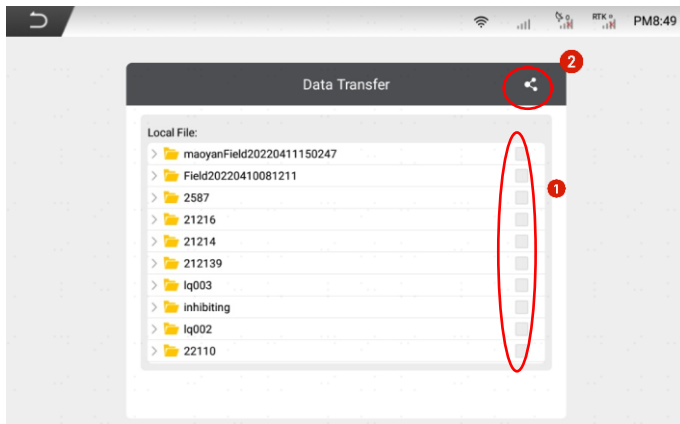 RTK PM8:49
2
Data Transfer
Local File:
maoyanField20220411150247
Field20220410081211
1
2587
21216
21214
212139
lq003
inhibiting
lq002
22110